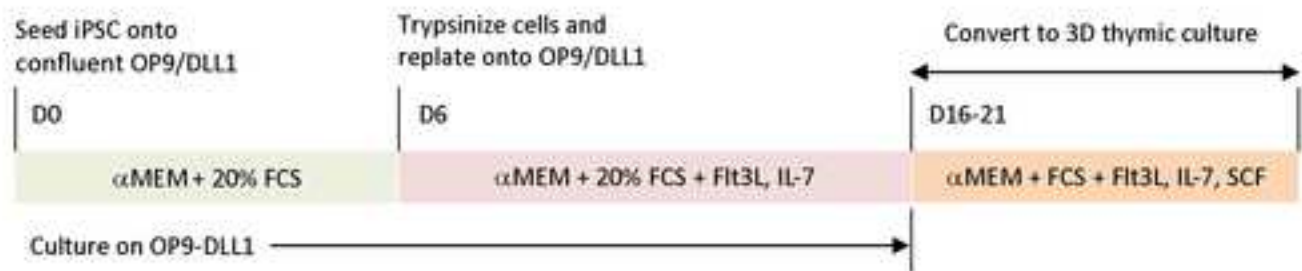 Seed iPSC onto
confluent OP9/DLL1
Trypsinize cells and
replate onto OP9/DLL1
Convert to 3D thymic culture
D0
D6
D16-21
αMEM + 20% FCS
αMEM + 20% FCS + Flt3L, IL-7
αMEM + FCS + Flt3L, IL-7, SCF
Culture on OP9-DLL1